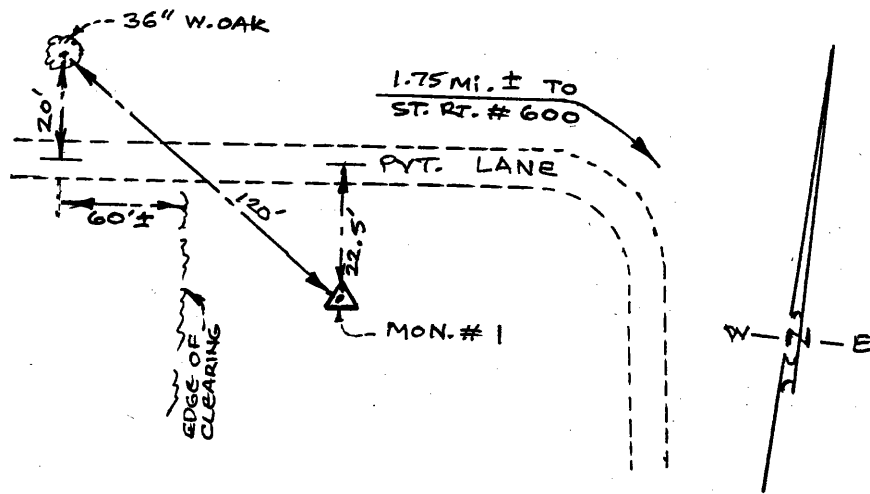 36" W. OAK
1.75 Mi. ± TO
ST. RT. # 600
20'
PVT. LANE
60'±
120'
22.5'
MON. # 1
EDGE OF
CLEARING
W
N
E